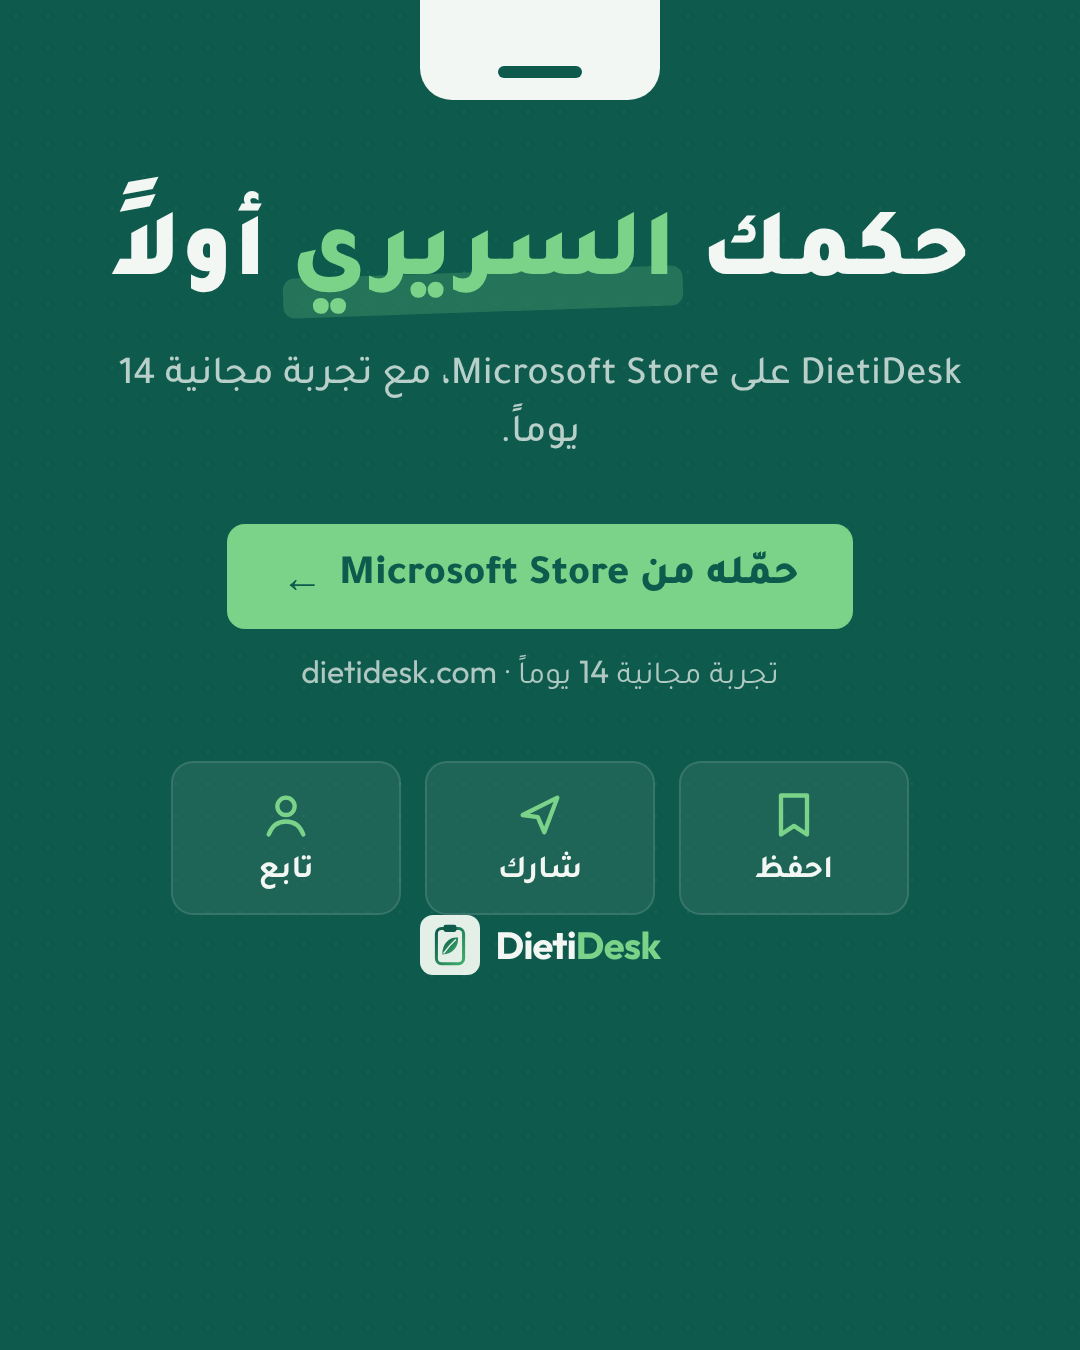 حكمك السريري أولاً
DietiDesk على Microsoft Store، مع تجربة مجانية 14
يوماً.
حمّله من Microsoft Store ←
تجربة مجانية 14 يوماً · dietidesk.com
احفظ
شارك
تابع
DietiDesk